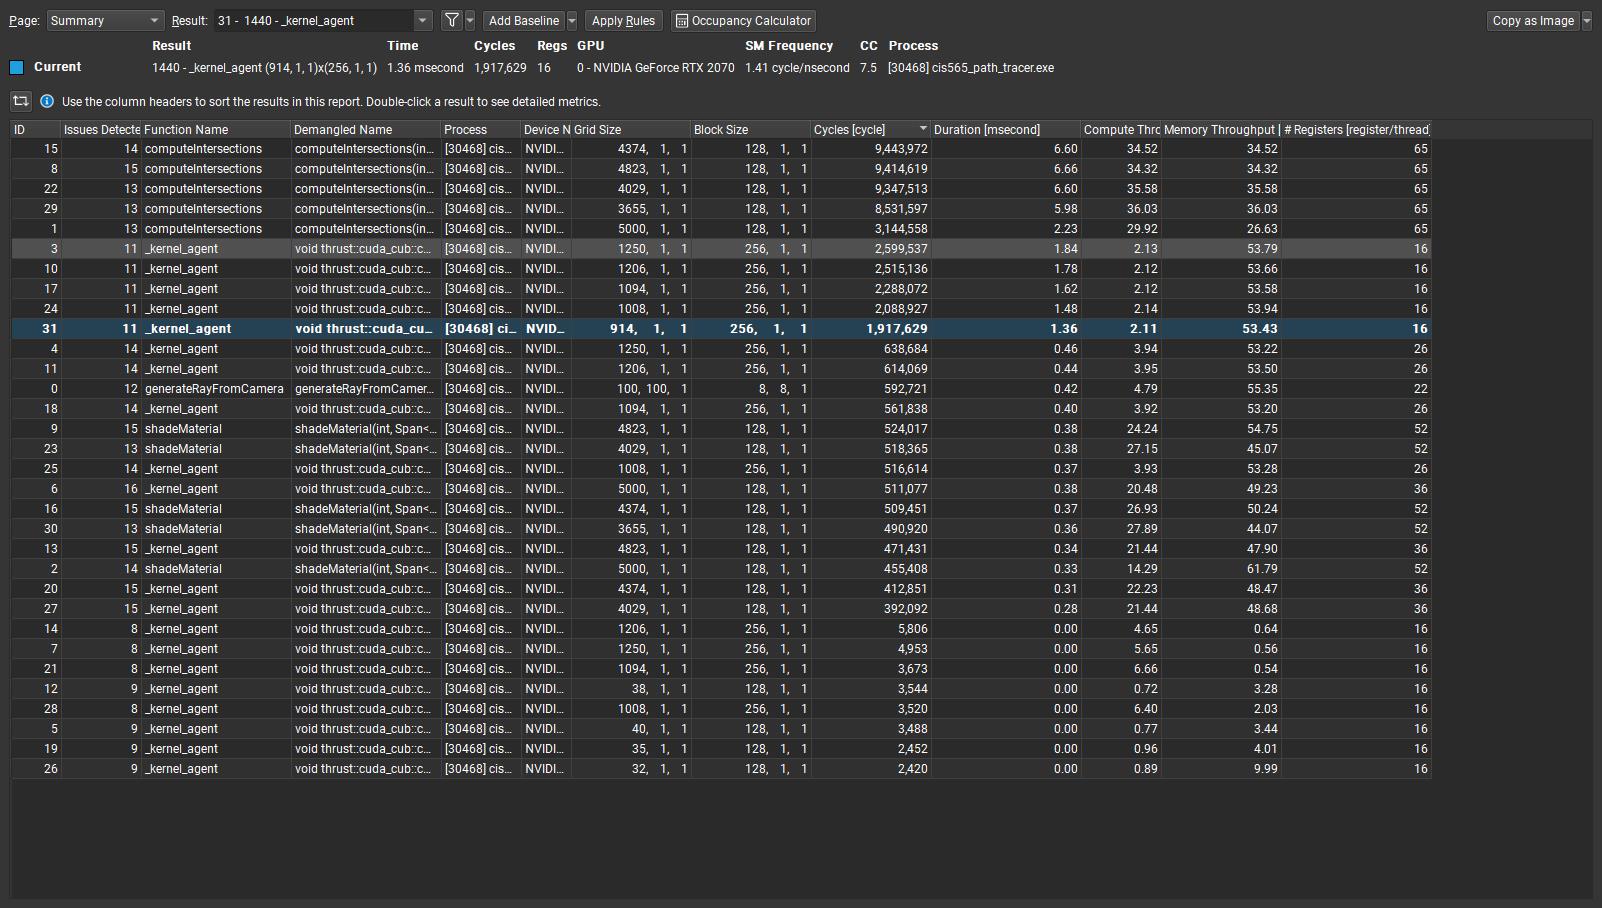 Page: Summary Result: 31 - 1440 - _kernel_agent Add Baseline Apply Rules Occupancy Calculator Copy as Image
Result Time Cycles Regs GPU SM Frequency CC Process
Current 1440 - _kernel_agent (914, 1, 1)x(256, 1, 1) 1.36 msecond 1,917,629 16 0 - NVIDIA GeForce RTX 2070 1.41 cycle/nsecond 7.5 [30468] cis565_path_tracer.exe
Use the column headers to sort the results in this report. Double-click a result to see detailed metrics.
ID Issues Detecte Function Name Demangled Name Process Device N Grid Size Block Size Cycles [cycle] Duration [msecond] Compute Thro Memory Throughput [ # Registers [register/thread]
15 14 computeIntersections computeIntersections(in... [30468] cis... NVIDI... 4374, 1, 1 128, 1, 1 9,443,972 6.60 34.52 34.52 65
8 15 computeIntersections computeIntersections(in... [30468] cis... NVIDI... 4823, 1, 1 128, 1, 1 9,414,619 6.66 34.32 34.32 65
22 13 computeIntersections computeIntersections(in... [30468] cis... NVIDI... 4029, 1, 1 128, 1, 1 9,347,513 6.60 35.58 35.58 65
29 13 computeIntersections computeIntersections(in... [30468] cis... NVIDI... 3655, 1, 1 128, 1, 1 8,531,597 5.98 36.03 36.03 65
1 13 computeIntersections computeIntersections(in... [30468] cis... NVIDI... 5000, 1, 1 128, 1, 1 3,144,558 2.23 29.92 26.63 65
3 11 _kernel_agent void thrust::cuda_cub::c... [30468] cis... NVIDI... 1250, 1, 1 256, 1, 1 2,599,537 1.84 2.13 53.79 16
10 11 _kernel_agent void thrust::cuda_cub::c... [30468] cis... NVIDI... 1206, 1, 1 256, 1, 1 2,515,136 1.78 2.12 53.66 16
17 11 _kernel_agent void thrust::cuda_cub::c... [30468] cis... NVIDI... 1094, 1, 1 256, 1, 1 2,288,072 1.62 2.12 53.58 16
24 11 _kernel_agent void thrust::cuda_cub::c... [30468] cis... NVIDI... 1008, 1, 1 256, 1, 1 2,088,927 1.48 2.14 53.94 16
31 11 _kernel_agent void thrust::cuda_cu... [30468] ci... NVID... 914, 1, 1 256, 1, 1 1,917,629 1.36 2.11 53.43 16
4 14 _kernel_agent void thrust::cuda_cub::c... [30468] cis... NVIDI... 1250, 1, 1 256, 1, 1 638,684 0.46 3.94 53.22 26
11 14 _kernel_agent void thrust::cuda_cub::c... [30468] cis... NVIDI... 1206, 1, 1 256, 1, 1 614,069 0.44 3.95 53.50 26
0 12 generateRayFromCamera generateRayFromCamer... [30468] cis... NVIDI... 100, 100, 1 8, 8, 1 592,721 0.42 4.79 55.35 22
18 14 _kernel_agent void thrust::cuda_cub::c... [30468] cis... NVIDI... 1094, 1, 1 256, 1, 1 561,838 0.40 3.92 53.20 26
9 15 shadeMaterial shadeMaterial(int, Span<... [30468] cis... NVIDI... 4823, 1, 1 128, 1, 1 524,017 0.38 24.24 54.75 52
23 13 shadeMaterial shadeMaterial(int, Span<... [30468] cis... NVIDI... 4029, 1, 1 128, 1, 1 518,365 0.38 27.15 45.07 52
25 14 _kernel_agent void thrust::cuda_cub::c... [30468] cis... NVIDI... 1008, 1, 1 256, 1, 1 516,614 0.37 3.93 53.28 26
6 16 _kernel_agent void thrust::cuda_cub::c... [30468] cis... NVIDI... 5000, 1, 1 128, 1, 1 511,077 0.38 20.48 49.23 36
16 15 shadeMaterial shadeMaterial(int, Span<... [30468] cis... NVIDI... 4374, 1, 1 128, 1, 1 509,451 0.37 26.93 50.24 52
30 13 shadeMaterial shadeMaterial(int, Span<... [30468] cis... NVIDI... 3655, 1, 1 128, 1, 1 490,920 0.36 27.89 44.07 52
13 15 _kernel_agent void thrust::cuda_cub::c... [30468] cis... NVIDI... 4823, 1, 1 128, 1, 1 471,431 0.34 21.44 47.90 36
2 14 shadeMaterial shadeMaterial(int, Span<... [30468] cis... NVIDI... 5000, 1, 1 128, 1, 1 455,408 0.33 14.29 61.79 52
20 15 _kernel_agent void thrust::cuda_cub::c... [30468] cis... NVIDI... 4374, 1, 1 128, 1, 1 412,851 0.31 22.23 48.47 36
27 15 _kernel_agent void thrust::cuda_cub::c... [30468] cis... NVIDI... 4029, 1, 1 128, 1, 1 392,092 0.28 21.44 48.68 36
14 8 _kernel_agent void thrust::cuda_cub::c... [30468] cis... NVIDI... 1206, 1, 1 256, 1, 1 5,806 0.00 4.65 0.64 16
7 8 _kernel_agent void thrust::cuda_cub::c... [30468] cis... NVIDI... 1250, 1, 1 256, 1, 1 4,953 0.00 5.65 0.56 16
21 8 _kernel_agent void thrust::cuda_cub::c... [30468] cis... NVIDI... 1094, 1, 1 256, 1, 1 3,673 0.00 6.66 0.54 16
12 9 _kernel_agent void thrust::cuda_cub::c... [30468] cis... NVIDI... 38, 1, 1 128, 1, 1 3,544 0.00 0.72 3.28 16
28 8 _kernel_agent void thrust::cuda_cub::c... [30468] cis... NVIDI... 1008, 1, 1 256, 1, 1 3,520 0.00 6.40 2.03 16
5 9 _kernel_agent void thrust::cuda_cub::c... [30468] cis... NVIDI... 40, 1, 1 128, 1, 1 3,488 0.00 0.77 3.44 16
19 9 _kernel_agent void thrust::cuda_cub::c... [30468] cis... NVIDI... 35, 1, 1 128, 1, 1 2,452 0.00 0.96 4.01 16
26 9 _kernel_agent void thrust::cuda_cub::c... [30468] cis... NVIDI... 32, 1, 1 128, 1, 1 2,420 0.00 0.89 9.99 16